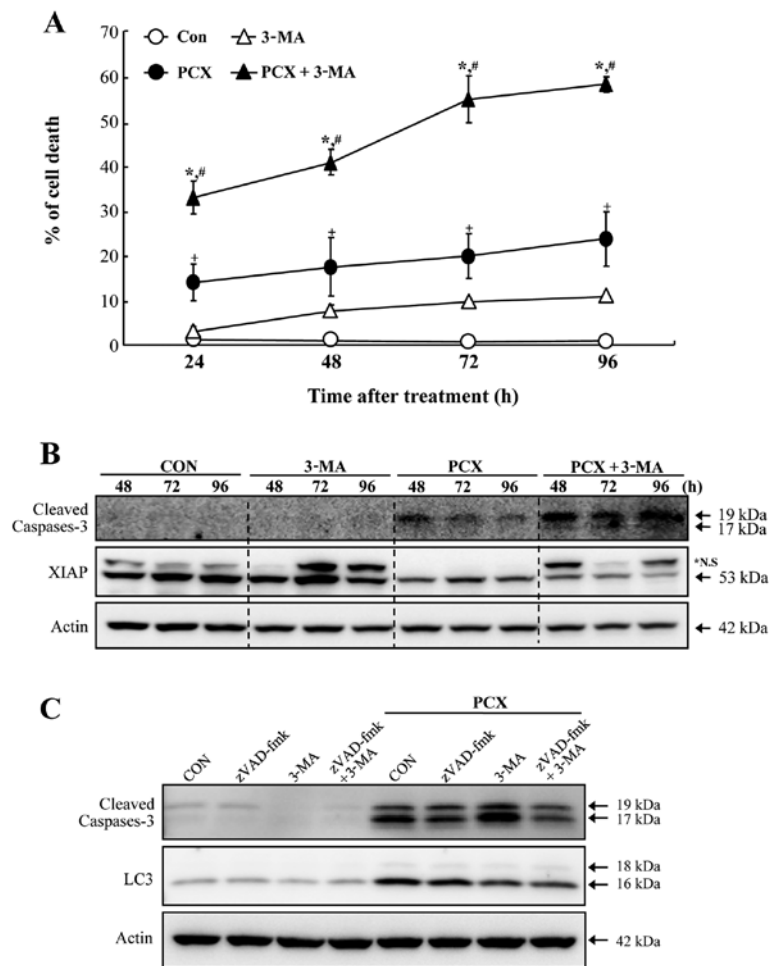 A
70
60
50
40
30
20
10
0
% of cell death
Con 3-MA
PCX PCX + 3-MA
*,# *,# *,# *,#
+ + + +
24 48 72 96
Time after treatment (h)
B
CON 3-MA PCX PCX + 3-MA
48 72 96 48 72 96 48 72 96 48 72 96 (h)
Cleaved
Caspases-3
19 kDa
17 kDa
XIAP
*N.S
53 kDa
Actin
42 kDa
C
PCX
CON zVAD-fmk 3-MA zVAD-fmk + 3-MA CON zVAD-fmk 3-MA zVAD-fmk + 3-MA
Cleaved
Caspases-3
19 kDa
17 kDa
LC3
18 kDa
16 kDa
Actin
42 kDa